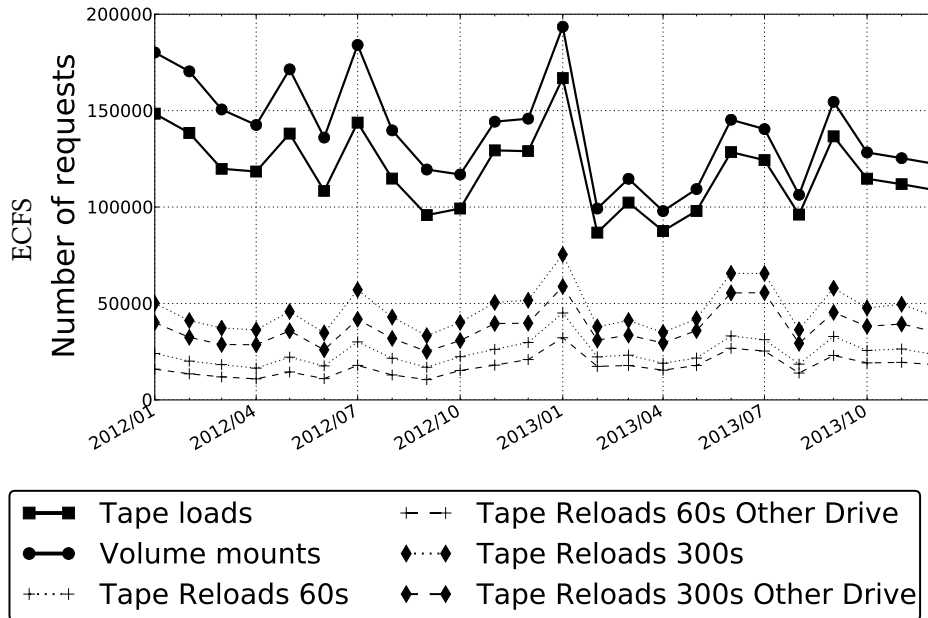 200000
150000
100000
50000
0
ECFS
Number of requests
2012/01
2012/04
2012/07
2012/10
2013/01
2013/04
2013/07
2013/10
Tape loads
Volume mounts
Tape Reloads 60s
Tape Reloads 60s Other Drive
Tape Reloads 300s
Tape Reloads 300s Other Drive